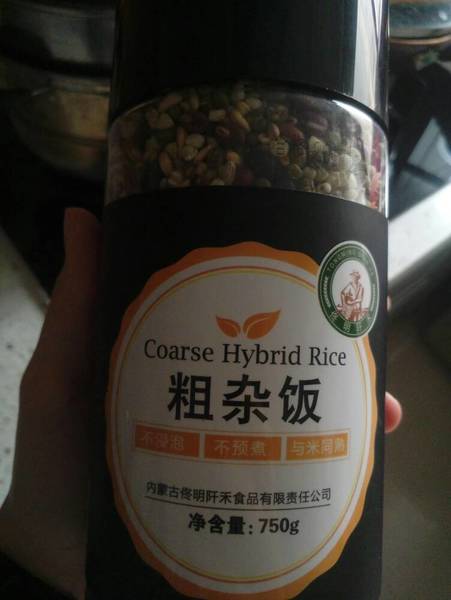 Coarse Hybrid Rice
粗杂饭
不浸泡 不预煮 与米同熟
内蒙古佟明阡禾食品有限责任公司
净含量:750g